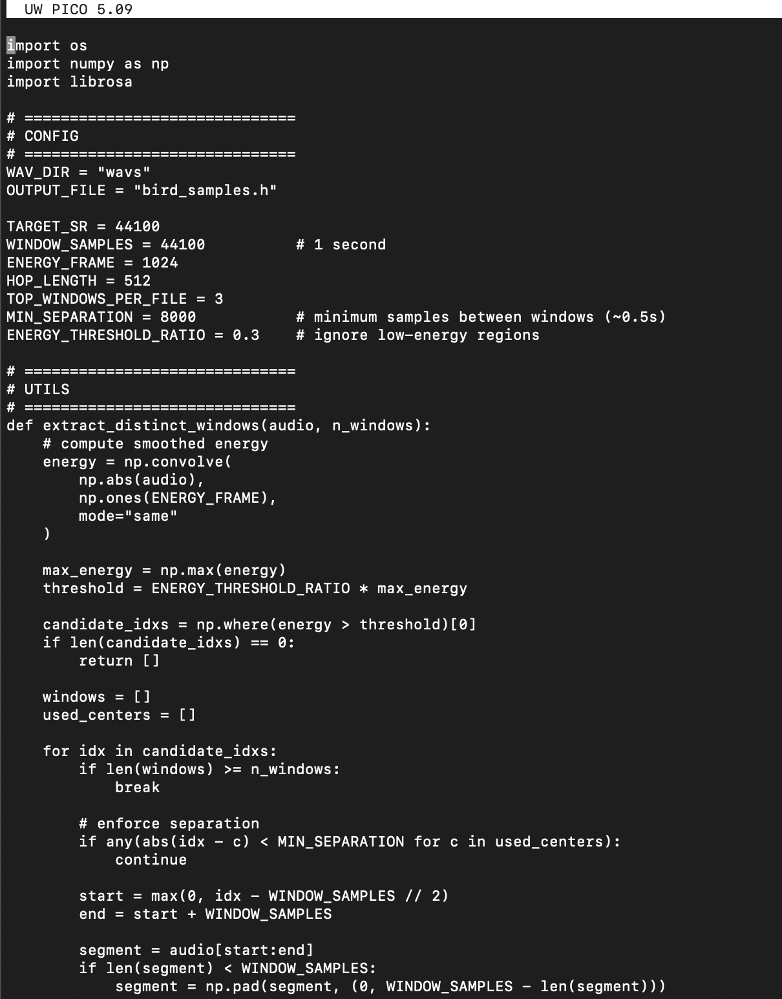 UW PICO 5.09
import os
import numpy as np
import librosa
# ==============================
# CONFIG
# ==============================
WAV_DIR = "wavs"
OUTPUT_FILE = "bird_samples.h"
TARGET_SR = 44100
WINDOW_SAMPLES = 44100          # 1 second
ENERGY_FRAME = 1024
HOP_LENGTH = 512
TOP_WINDOWS_PER_FILE = 3
MIN_SEPARATION = 8000           # minimum samples between windows (~0.5s)
ENERGY_THRESHOLD_RATIO = 0.3    # ignore low-energy regions
# ==============================
# UTILS
# ==============================
def extract_distinct_windows(audio, n_windows):
    # compute smoothed energy
    energy = np.convolve(
        np.abs(audio),
        np.ones(ENERGY_FRAME),
        mode="same"
    )
    max_energy = np.max(energy)
    threshold = ENERGY_THRESHOLD_RATIO * max_energy
    candidate_idxs = np.where(energy > threshold)[0]
    if len(candidate_idxs) == 0:
        return []
    windows = []
    used_centers = []
    for idx in candidate_idxs:
        if len(windows) >= n_windows:
            break
        # enforce separation
        if any(abs(idx - c) < MIN_SEPARATION for c in used_centers):
            continue
        start = max(0, idx - WINDOW_SAMPLES // 2)
        end = start + WINDOW_SAMPLES
        segment = audio[start:end]
        if len(segment) < WINDOW_SAMPLES:
            segment = np.pad(segment, (0, WINDOW_SAMPLES - len(segment)))